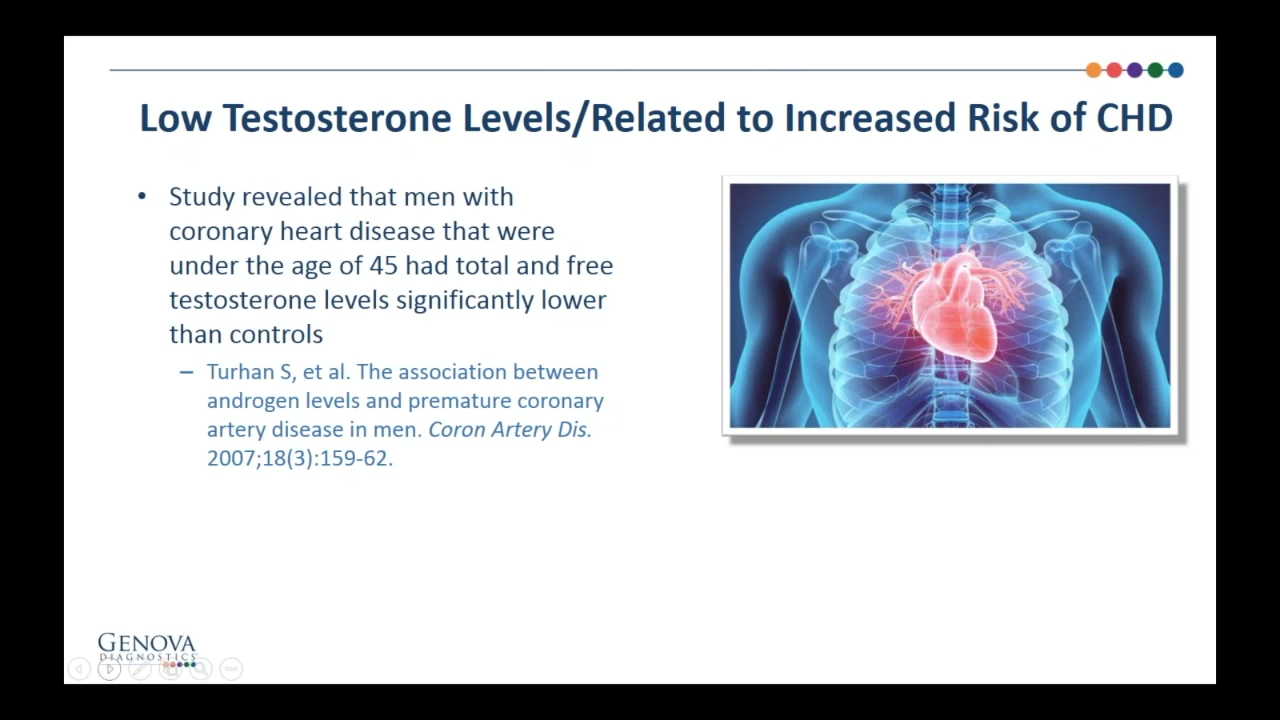 Low Testosterone Levels/Related to Increased Risk of CHD
• Study revealed that men with
coronary heart disease that were
under the age of 45 had total and free
testosterone levels significantly lower
than controls
– Turhan S, et al. The association between
androgen levels and premature coronary
artery disease in men. Coron Artery Dis.
2007;18(3):159-62.
GENOVA
DIAGNOSTICS